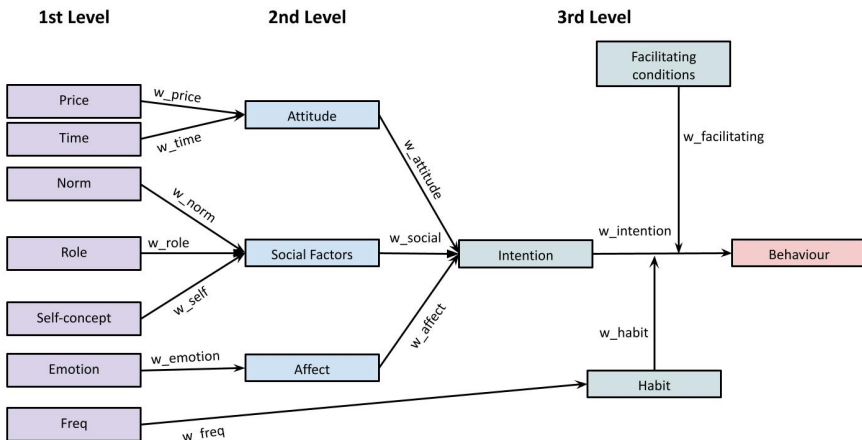 1st Level
2nd Level
3rd Level
Facilitating
conditions
Price
w_price
Time
w_time
Attitude
w_attitude
w_facilitating
Norm
w_norm
Role
w_role
Social Factors
w_social
Intention
w_intention
Behaviour
Self-concept
w_self
w_affect
w_habit
Emotion
w_emotion
Affect
Habit
Freq
w_freq